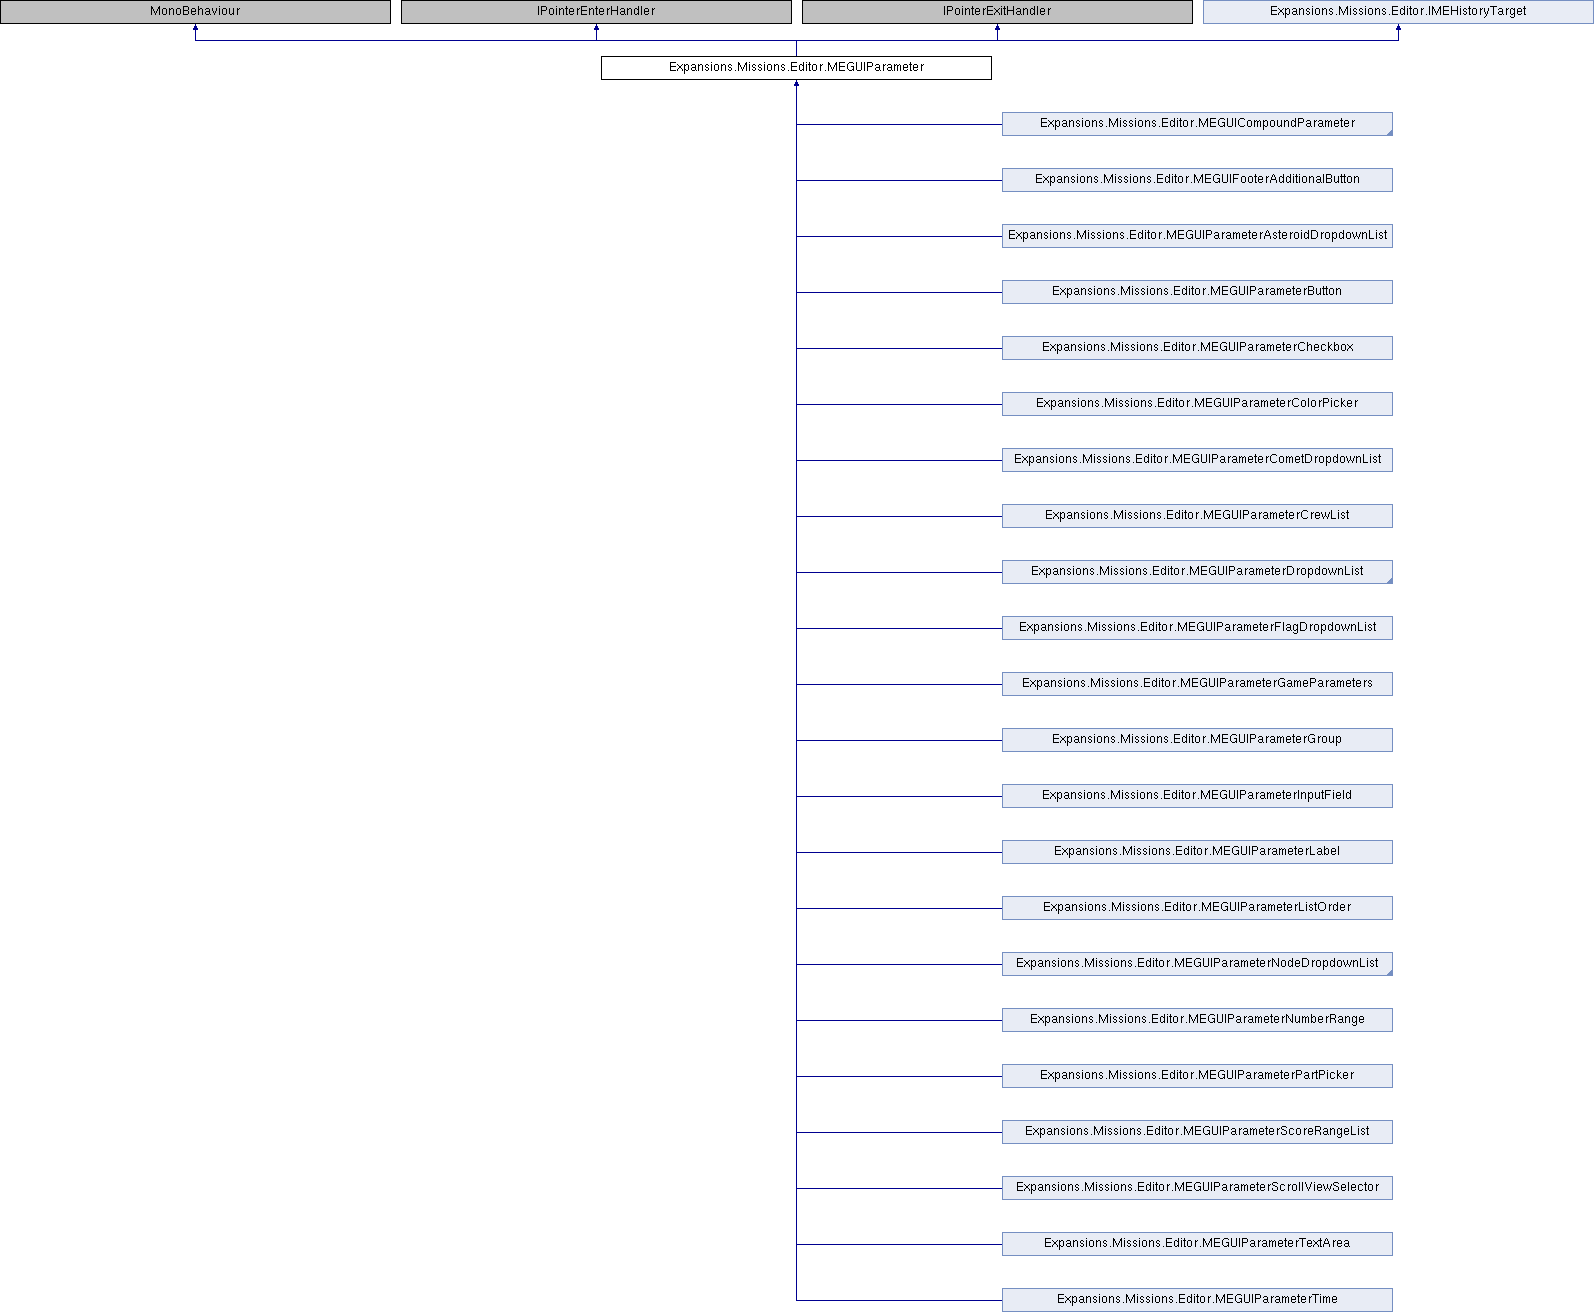 MonoBehaviour
IPointerEnterHandler
IPointerExitHandler
Expansions.Missions.Editor.IMEHistoryTarget
Expansions.Missions.Editor.MEGUIParameter
Expansions.Missions.Editor.MEGUICompoundParameter
Expansions.Missions.Editor.MEGUIFooterAdditionalButton
Expansions.Missions.Editor.MEGUIParameterAsteroidDropdownList
Expansions.Missions.Editor.MEGUIParameterButton
Expansions.Missions.Editor.MEGUIParameterCheckbox
Expansions.Missions.Editor.MEGUIParameterColorPicker
Expansions.Missions.Editor.MEGUIParameterCometDropdownList
Expansions.Missions.Editor.MEGUIParameterCrewList
Expansions.Missions.Editor.MEGUIParameterDropdownList
Expansions.Missions.Editor.MEGUIParameterFlagDropdownList
Expansions.Missions.Editor.MEGUIParameterGameParameters
Expansions.Missions.Editor.MEGUIParameterGroup
Expansions.Missions.Editor.MEGUIParameterInputField
Expansions.Missions.Editor.MEGUIParameterLabel
Expansions.Missions.Editor.MEGUIParameterListOrder
Expansions.Missions.Editor.MEGUIParameterNodeDropdownList
Expansions.Missions.Editor.MEGUIParameterNumberRange
Expansions.Missions.Editor.MEGUIParameterPartPicker
Expansions.Missions.Editor.MEGUIParameterScoreRangeList
Expansions.Missions.Editor.MEGUIParameterScrollViewSelector
Expansions.Missions.Editor.MEGUIParameterTextArea
Expansions.Missions.Editor.MEGUIParameterTime